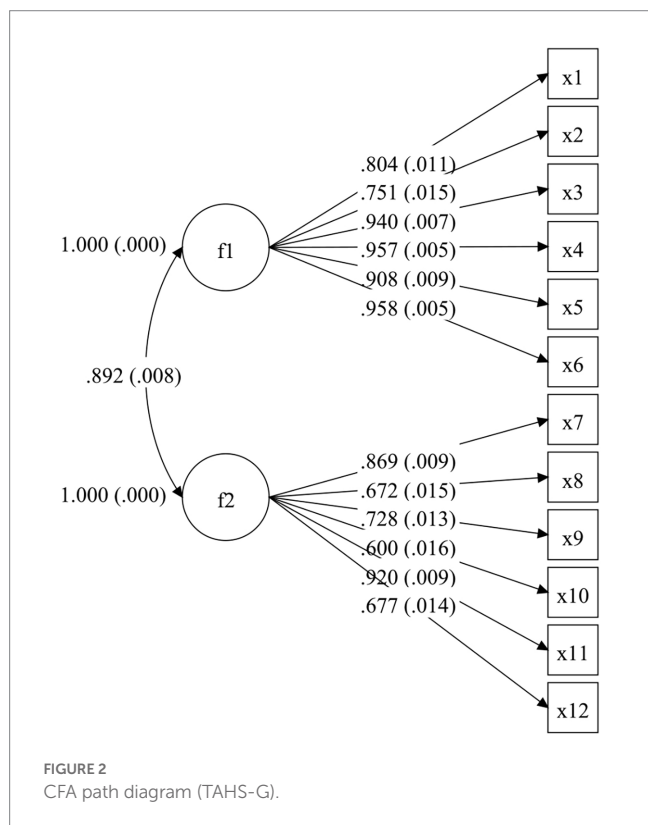 x1
x2
.804 (.011)
.751 (.015)
x3
.940 (.007)
1.000 (.000)
f1
.957 (.005)
x4
.908 (.009)
x5
.958 (.005)
x6
.892 (.008)
x7
.869 (.009)
x8
.672 (.015)
1.000 (.000)
f2
.728 (.013)
x9
.600 (.016)
.920 (.009)
x10
.677 (.014)
x11
x12
FIGURE 2
CFA path diagram (TAHS-G).